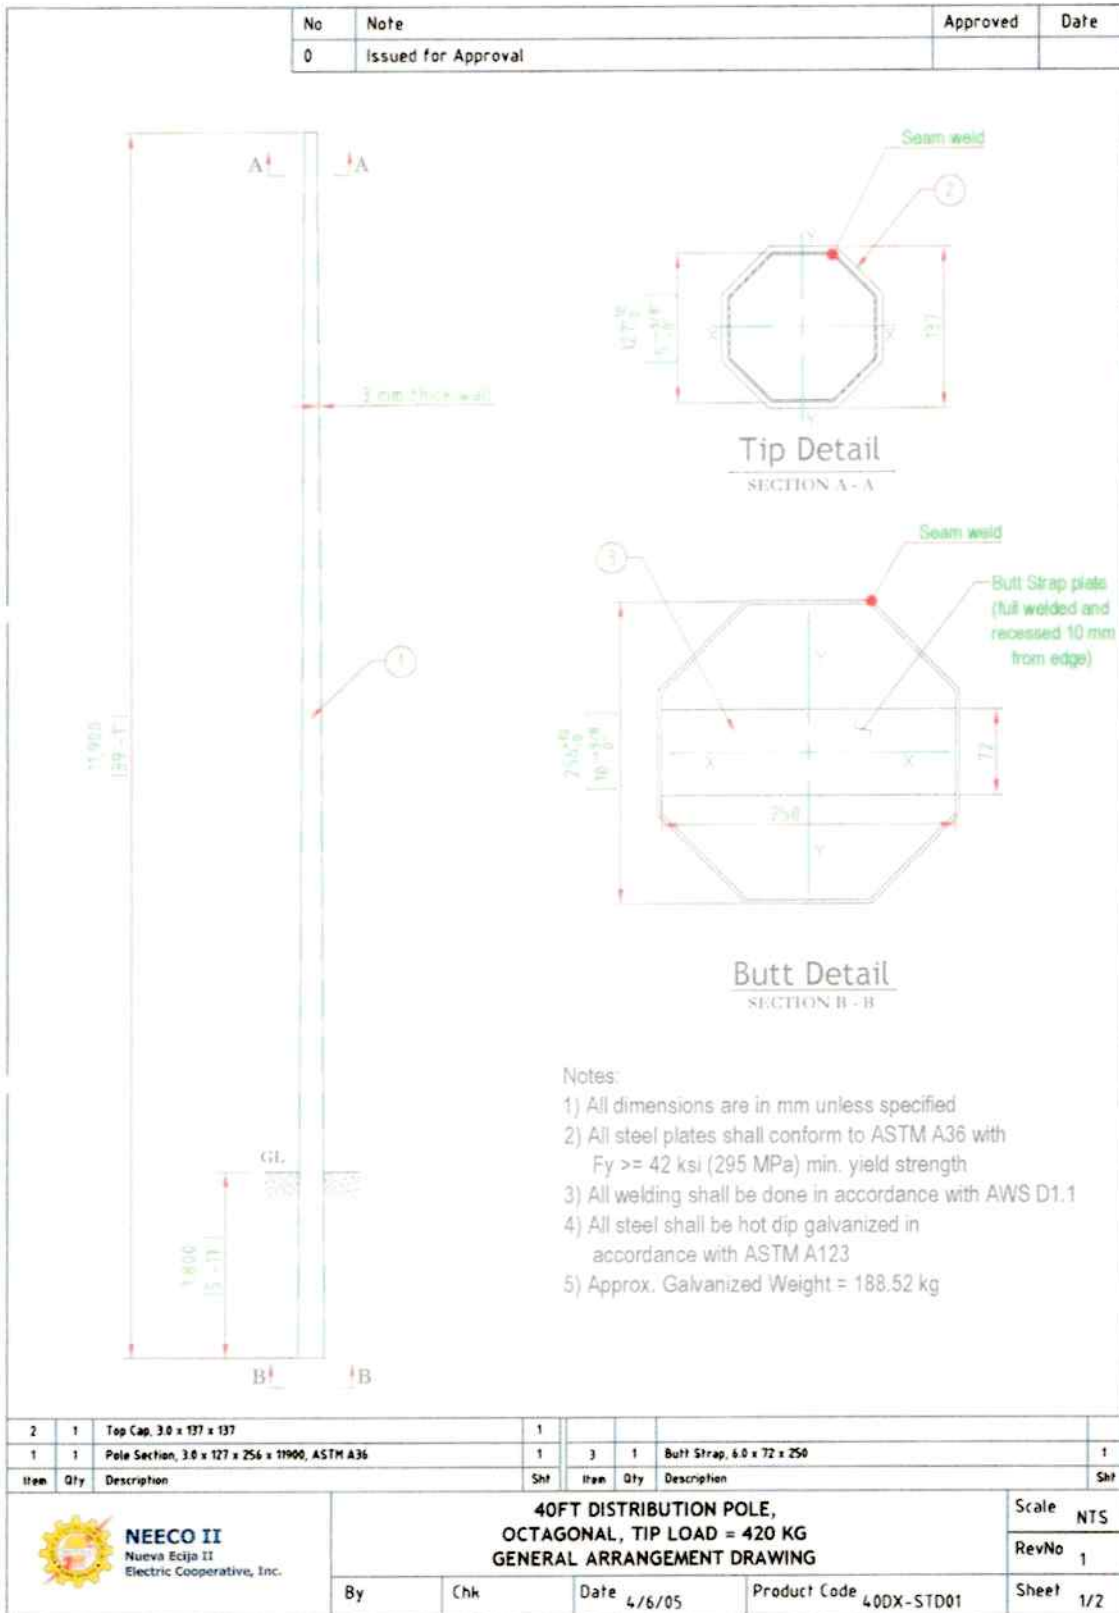 No Note Approved Date
0 Issued for Approval
A A
Seam weld
2
3 mm thick wall
137
Tip Detail
SECTION A - A
Seam weld
3
Butt Strap plate
(full welded and
recessed 10 mm
from edge)
1
11,900
X X
Y
72
250
Y
Butt Detail
SECTION B - B
Notes:
1) All dimensions are in mm unless specified
2) All steel plates shall conform to ASTM A36 with
Fy >= 42 ksi (295 MPa) min. yield strength
3) All welding shall be done in accordance with AWS D1.1
4) All steel shall be hot dip galvanized in
accordance with ASTM A123
5) Approx. Galvanized Weight = 188.52 kg
GL
1,800
B B
2 1 Top Cap, 3.0 x 137 x 137 1
1 1 Pole Section, 3.0 x 127 x 256 x 11900, ASTM A36 1 3 1 Butt Strap, 6.0 x 72 x 250 1
Item Qty Description Sht Item Qty Description Sht
NEECO II
Nueva Ecija II
Electric Cooperative, Inc.
40FT DISTRIBUTION POLE,
OCTAGONAL, TIP LOAD = 420 KG
GENERAL ARRANGEMENT DRAWING
Scale NTS
RevNo 1
By Chk Date 4/6/05 Product Code 40DX-STD01 Sheet 1/2